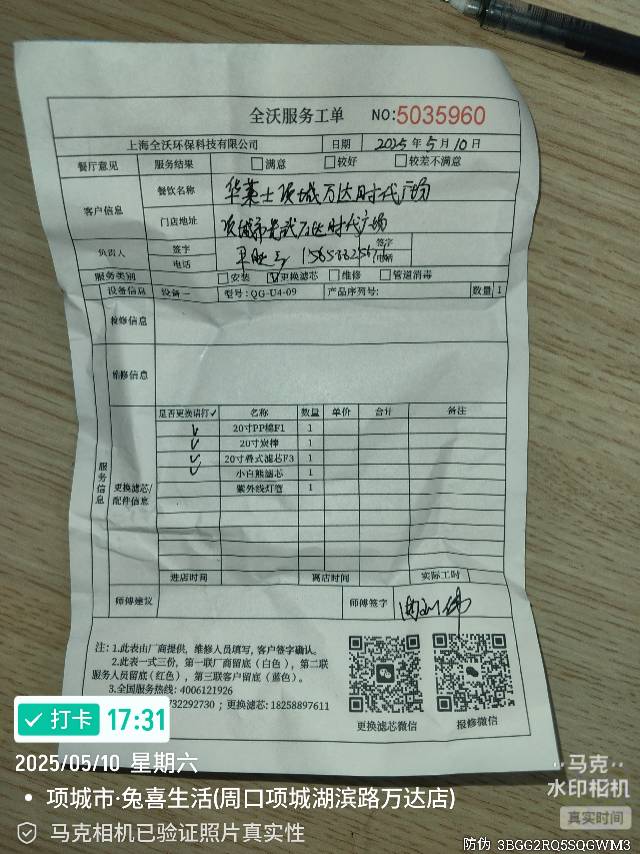 全沃服务工单 NO:5035960
上海全沃环保科技有限公司 日期 2025年5月10日
餐厅意见 服务结果 □满意 □较好 □较差不满意
客户信息 餐饮名称 华莱士项城万达时代广场
门店地址 项城市 万达时代广场
负责人 签字 签字
电话
服务类别 □安装 ☑更换滤芯 □维修 □管道消毒
设备信息 设备一 型号:QG-U4-09 产品序列号: 数量 1
检修信息
维修信息
服务信息 更换滤芯/配件信息 是否更换请打✓ 名称 数量 单价 合计 备注
✓ 20寸PP棉F1 1
✓ 20寸炭棒 1
✓ 20寸叠式滤芯F3 1
✓ 小白熊滤芯 1
紫外线灯管 1
进店时间 离店时间 实际工时
师傅建议 师傅签字
注: 1.此表由厂商提供, 维修人员填写, 客户签字确认。
2.此表一式三份, 第一联厂商留底(白色), 第二联
服务人员留底(红色), 第三联客户留底(蓝色)。
3.全国服务热线: 4006121926
732292730 ; 更换滤芯: 18258897611
更换滤芯微信 报修微信
打卡 17:31
2025/05/10 星期六
项城市·兔喜生活(周口项城湖滨路万达店)
马克相机已验证照片真实性
马克
水印相机
真实时间
防伪 3BGG2RQ5SQGWM3